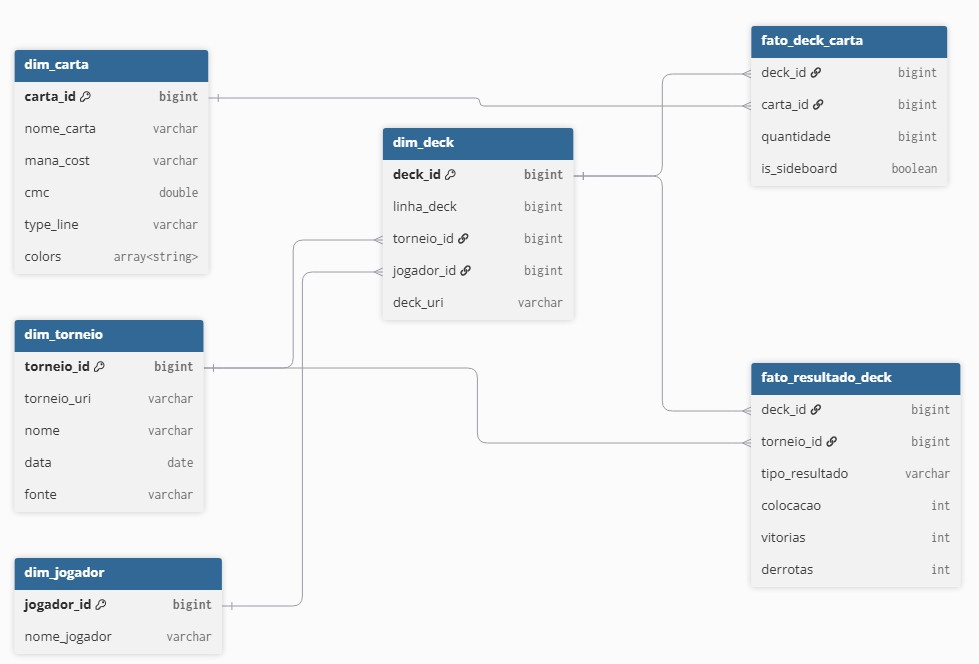 dim_carta
carta_id bigint
nome_carta varchar
mana_cost varchar
cmc double
type_line varchar
colors array<string>
dim_torneio
torneio_id bigint
torneio_uri varchar
nome varchar
data date
fonte varchar
dim_jogador
jogador_id bigint
nome_jogador varchar
dim_deck
deck_id bigint
linha_deck bigint
torneio_id bigint
jogador_id bigint
deck_uri varchar
fato_deck_carta
deck_id bigint
carta_id bigint
quantidade bigint
is_sideboard boolean
fato_resultado_deck
deck_id bigint
torneio_id bigint
tipo_resultado varchar
colocacao int
vitorias int
derrotas int